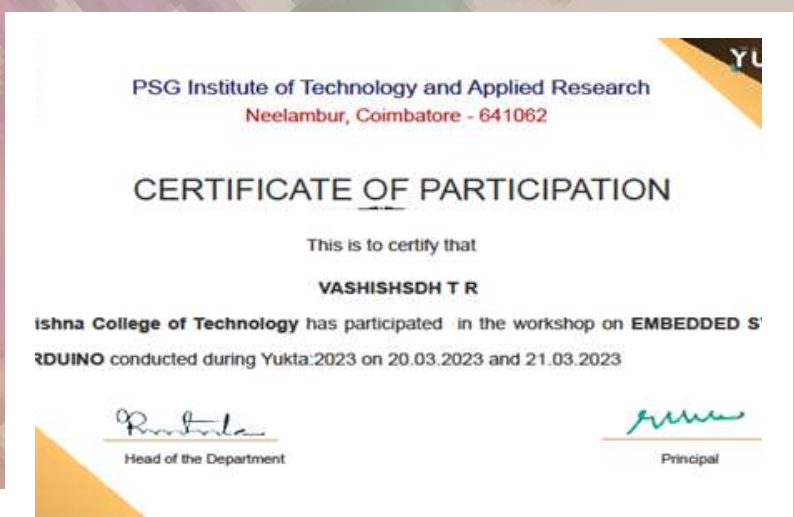 YU
PSG Institute of Technology and Applied Research
Neelambur, Coimbatore - 641062
CERTIFICATE OF PARTICIPATION
This is to certify that
VASHISHSDH T R
ishna College of Technology has participated in the workshop on EMBEDDED S
RDUINO conducted during Yukta:2023 on 20.03.2023 and 21.03.2023
Head of the Department
Principal